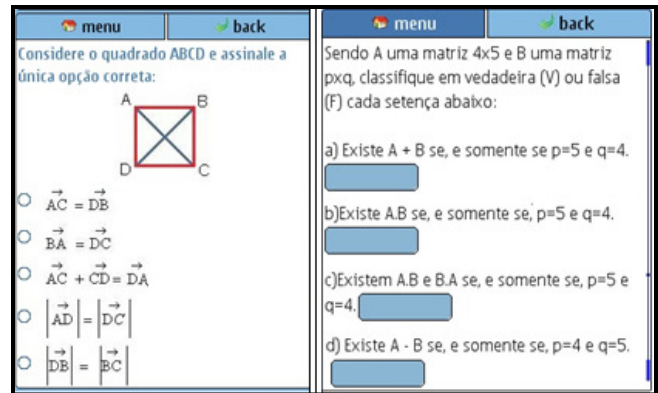 menu
back
Considere o quadrado ABCD e assinale a
única opção correta:
A
B
D
C
AC = DB
BA = DC
AC + CD = DA
|AD| = |DC|
|DB| = |BC|
menu
back
Sendo A uma matriz 4x5 e B uma matriz
pxq, classifique em vedadeira (V) ou falsa
(F) cada setença abaixo:
a) Existe A + B se, e somente se p=5 e q=4.
b)Existe A.B se, e somente se, p=5 e q=4.
c)Existem A.B e B.A se, e somente se, p=5 e
q=4.
d) Existe A - B se, e somente se, p=4 e q=5.